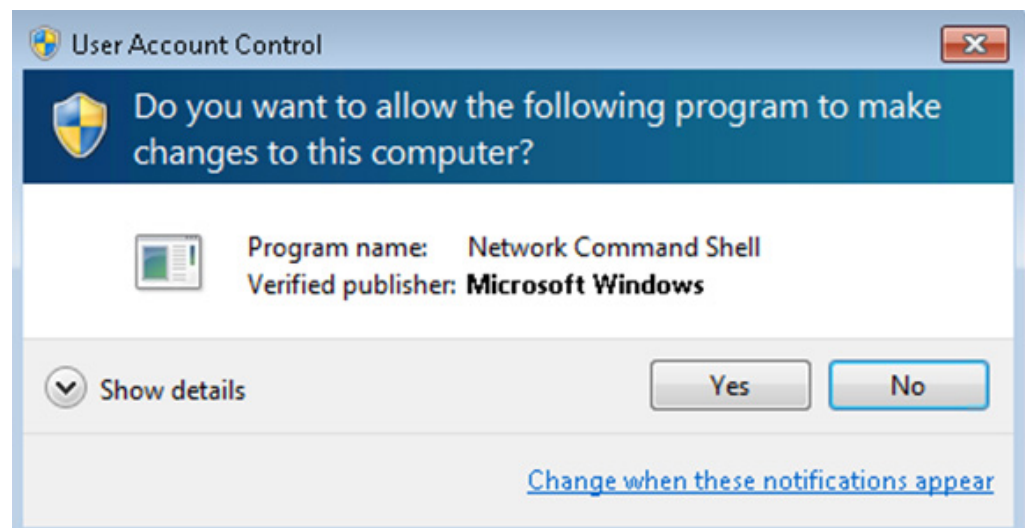 User Account Control
Do you want to allow the following program to make
changes to this computer?
Program name: Network Command Shell
Verified publisher: Microsoft Windows
Show details
Yes
No
Change when these notifications appear